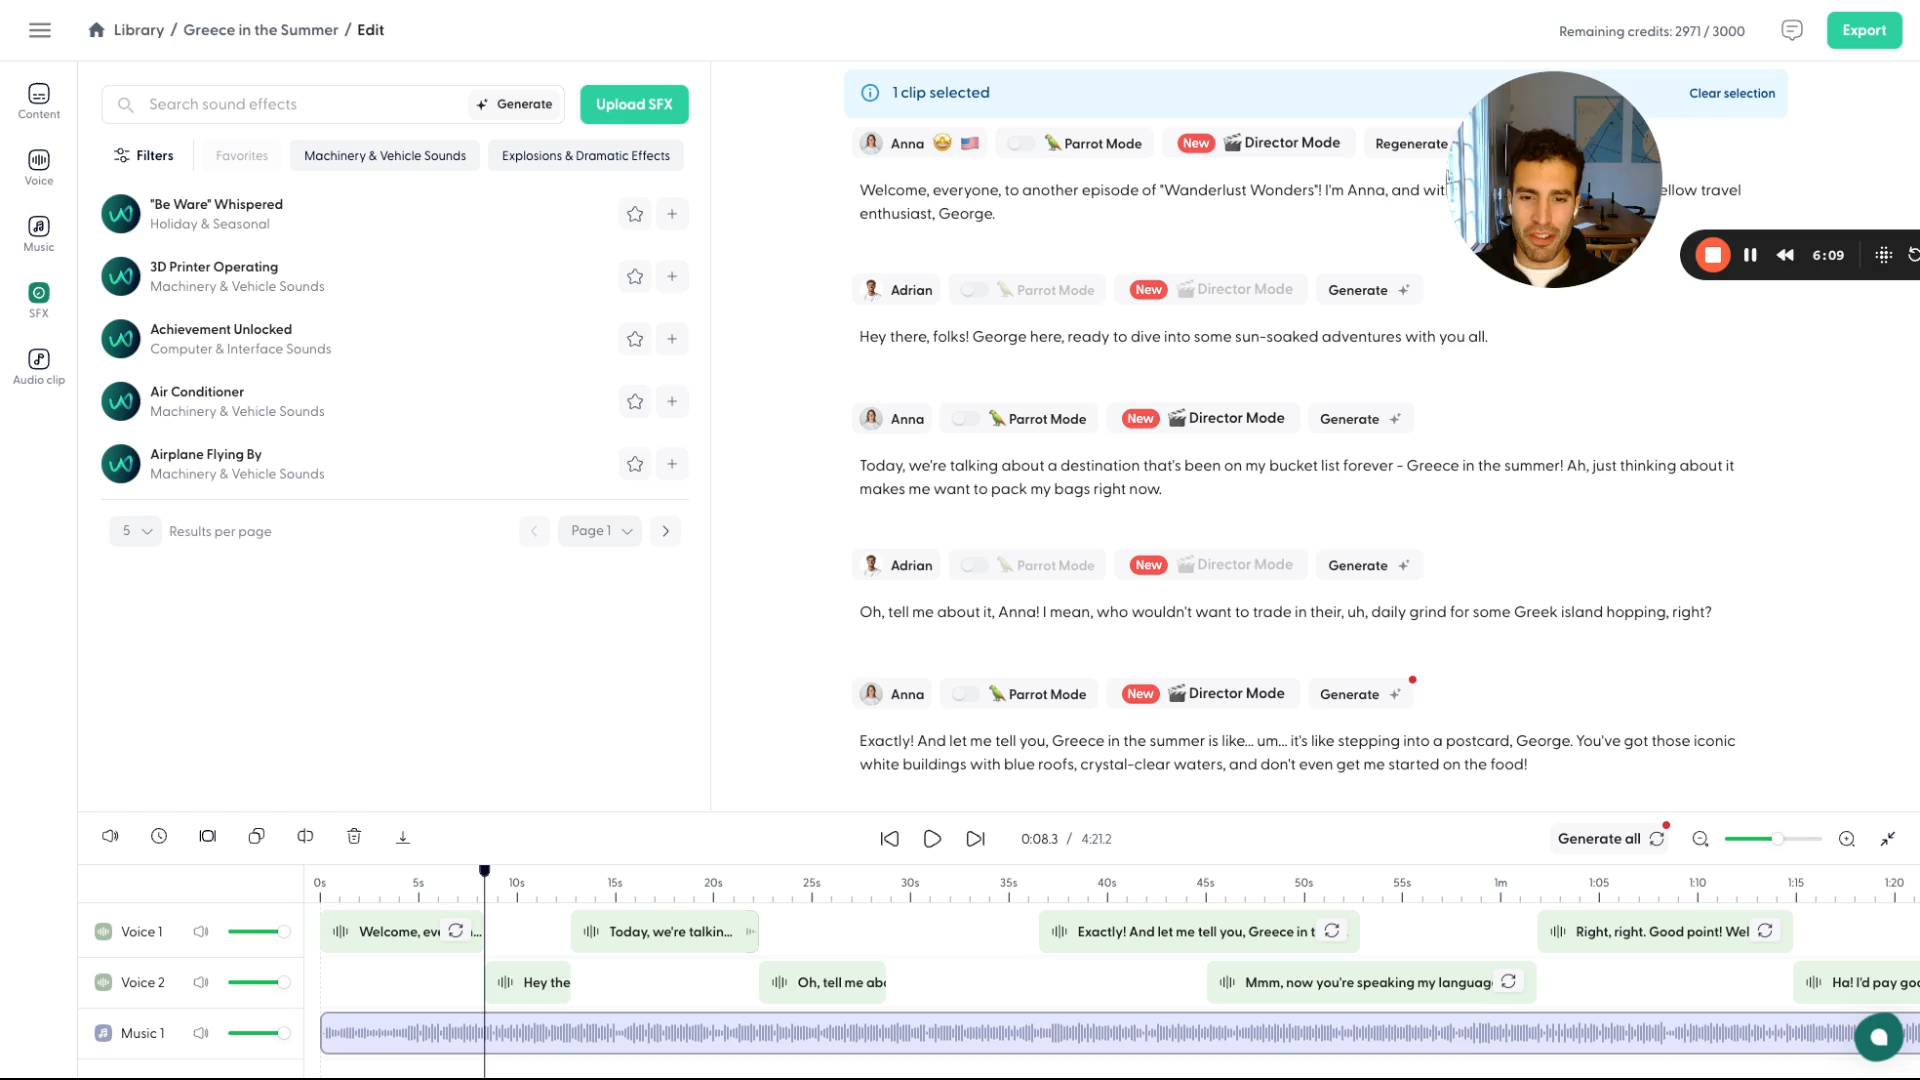 Library / Greece in the Summer / Edit
Remaining credits: 2971 / 3000
Export
Content
Voice
Music
SFX
Audio clip
Search sound effects
Generate
Upload SFX
Filters
Favorites
Machinery & Vehicle Sounds
Explosions & Dramatic Effects
"Be Ware" Whispered
Holiday & Seasonal
3D Printer Operating
Machinery & Vehicle Sounds
Achievement Unlocked
Computer & Interface Sounds
Air Conditioner
Machinery & Vehicle Sounds
Airplane Flying By
Machinery & Vehicle Sounds
5
Results per page
Page 1
1 clip selected
Clear selection
Anna
Parrot Mode
New
Director Mode
Regenerate
Welcome, everyone, to another episode of "Wanderlust Wonders"! I'm Anna, and wit
ellow travel
enthusiast, George.
6:09
Adrian
Parrot Mode
New
Director Mode
Generate
Hey there, folks! George here, ready to dive into some sun-soaked adventures with you all.
Anna
Parrot Mode
New
Director Mode
Generate
Today, we're talking about a destination that's been on my bucket list forever - Greece in the summer! Ah, just thinking about it
makes me want to pack my bags right now.
Adrian
Parrot Mode
New
Director Mode
Generate
Oh, tell me about it, Anna! I mean, who wouldn't want to trade in their, uh, daily grind for some Greek island hopping, right?
Anna
Parrot Mode
New
Director Mode
Generate
Exactly! And let me tell you, Greece in the summer is like... um... it's like stepping into a postcard, George. You've got those iconic
white buildings with blue roofs, crystal-clear waters, and don't even get me started on the food!
0:08.3 / 4:21.2
Generate all
0s 5s 10s 15s 20s 25s 30s 35s 40s 45s 50s 55s 1m 1:05 1:10 1:15 1:20
Voice 1
Welcome, eve
...
Today, we're talkin...
Exactly! And let me tell you, Greece in t
Right, right. Good point! Wel
Voice 2
Hey the
Oh, tell me abo
Mmm, now you're speaking my languag
Ha! I'd pay goo
Music 1